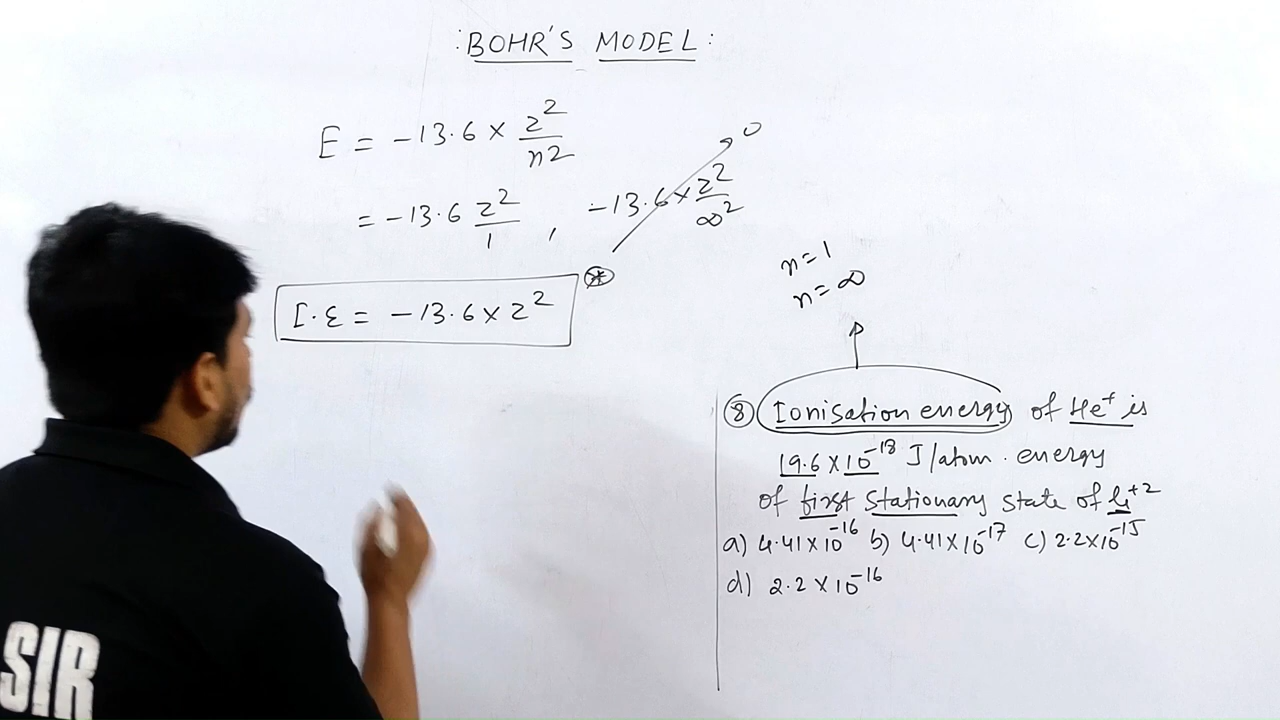 : BOHR'S MODEL :
E = -13.6 × z²/n2
= -13.6 z²/1 , -13.6 × z²/∞² 0
I.E = -13.6 × z² *
n=1
n=∞
⑧ Ionisation energy of He⁺ is
19.6 × 10⁻¹⁸ J/atom. energy
of first stationary state of Li⁺²
a) 4.41×10⁻¹⁶ b) 4.41×10⁻¹⁷ c) 2.2×10⁻¹⁵
d) 2.2 × 10⁻¹⁶
SIR